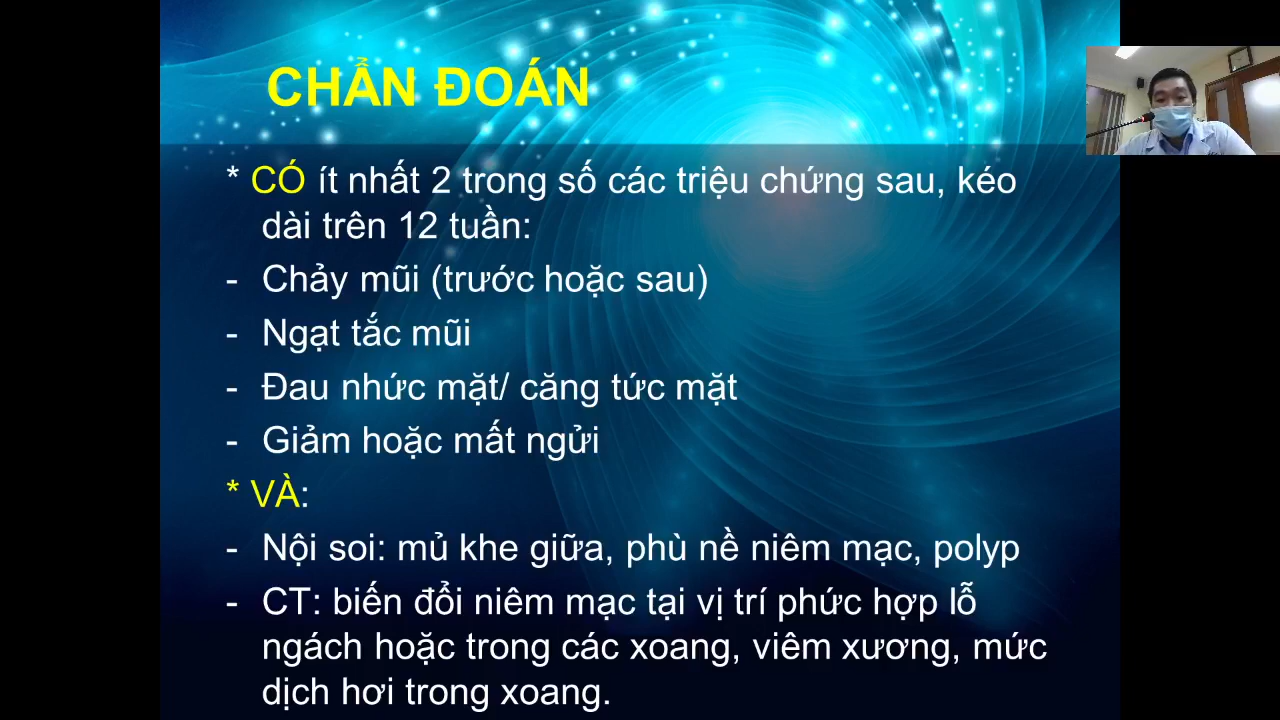 CHẨN ĐOÁN
* CÓ ít nhất 2 trong số các triệu chứng sau, kéo
dài trên 12 tuần:
- Chảy mũi (trước hoặc sau)
- Ngạt tắc mũi
- Đau nhức mặt/ căng tức mặt
- Giảm hoặc mất ngửi
* VÀ:
- Nội soi: mủ khe giữa, phù nề niêm mạc, polyp
- CT: biến đổi niêm mạc tại vị trí phức hợp lỗ
ngách hoặc trong các xoang, viêm xương, mức
dịch hơi trong xoang.